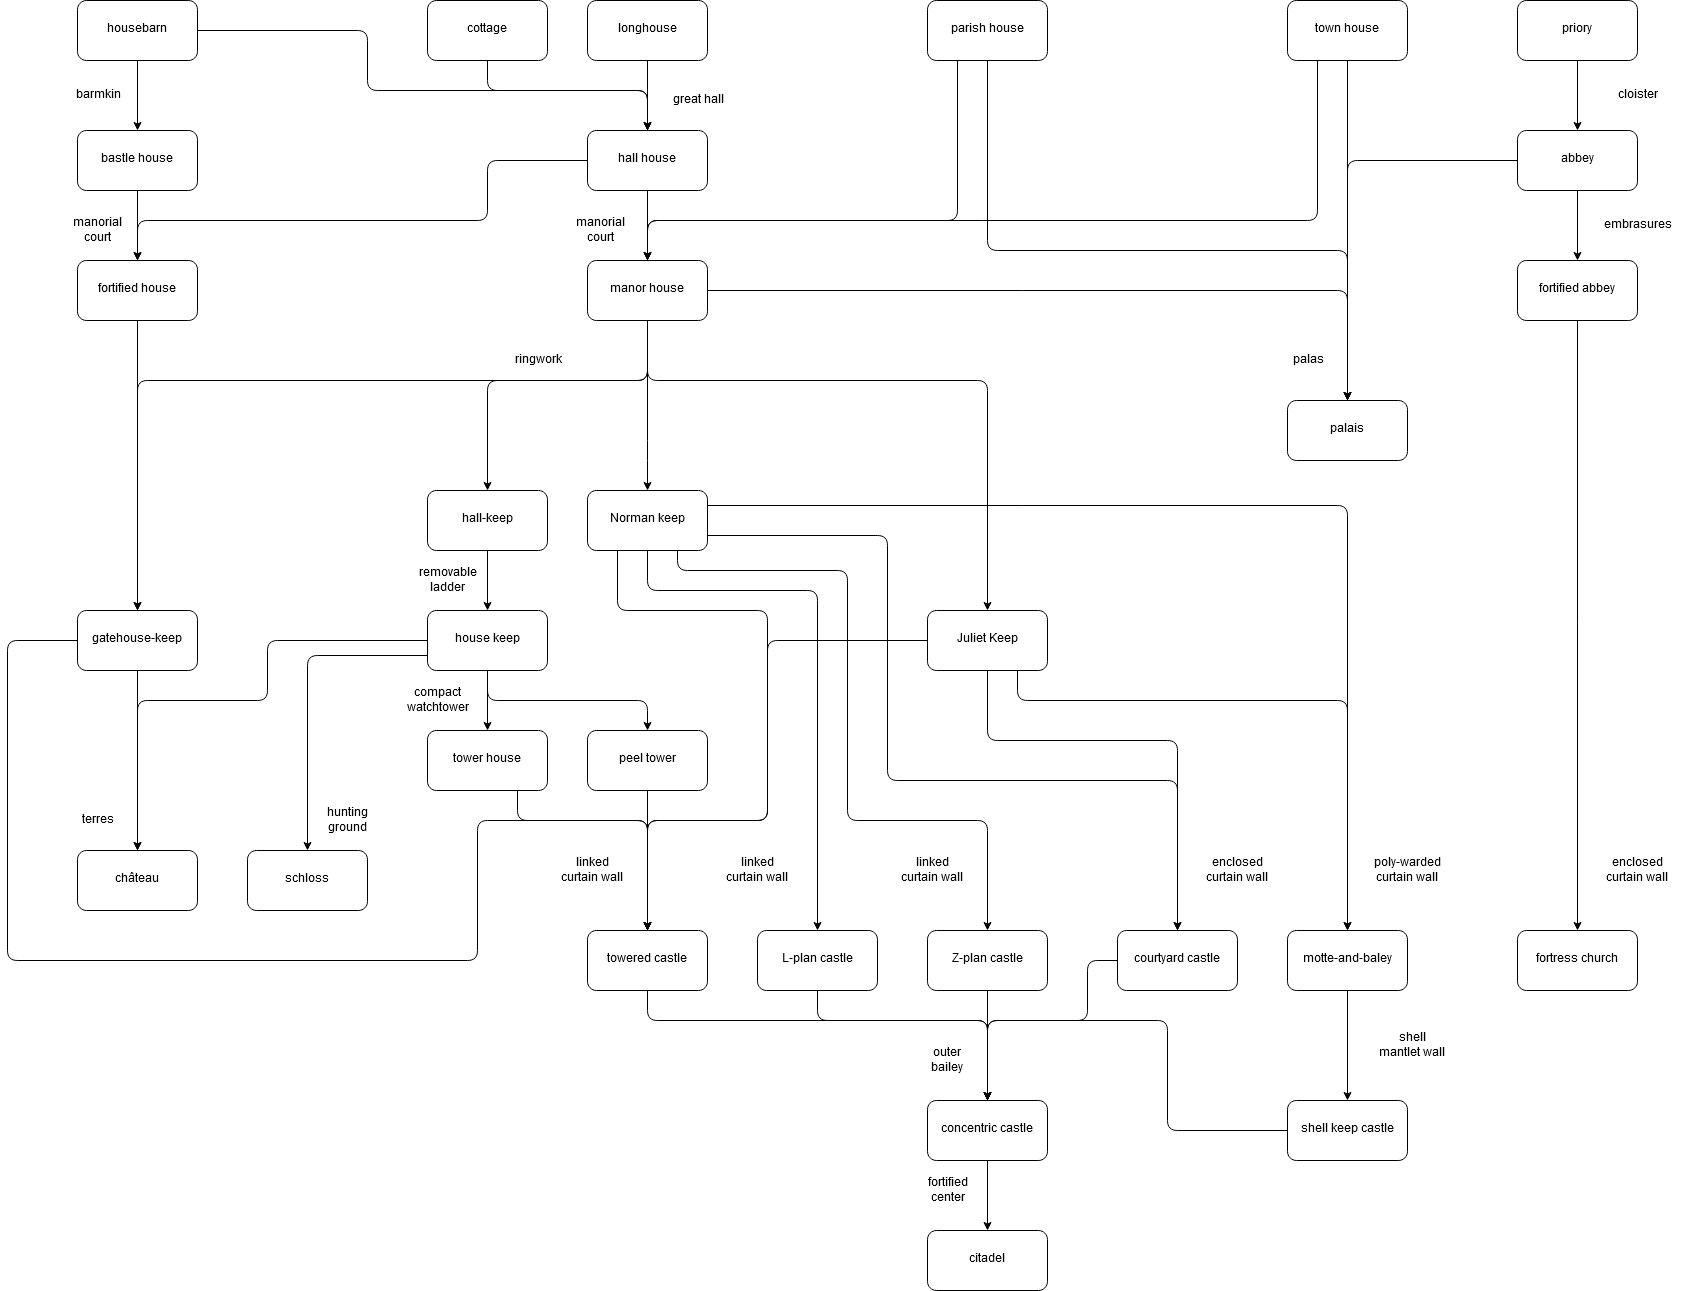 housebarn
cottage
longhouse
parish house
town house
priory
barmkin
great hall
cloister
bastle house
hall house
abbey
manorial
court
manorial
court
embrasures
fortified house
manor house
fortified abbey
ringwork
palas
palais
hall-keep
Norman keep
removable
ladder
gatehouse-keep
house keep
Juliet Keep
compact
watchtower
tower house
peel tower
terres
hunting
ground
château
schloss
linked
curtain wall
linked
curtain wall
linked
curtain wall
enclosed
curtain wall
poly-warded
curtain wall
enclosed
curtain wall
towered castle
L-plan castle
Z-plan castle
courtyard castle
motte-and-baley
fortress church
outer
bailey
shell
mantlet wall
concentric castle
shell keep castle
fortified
center
citadel